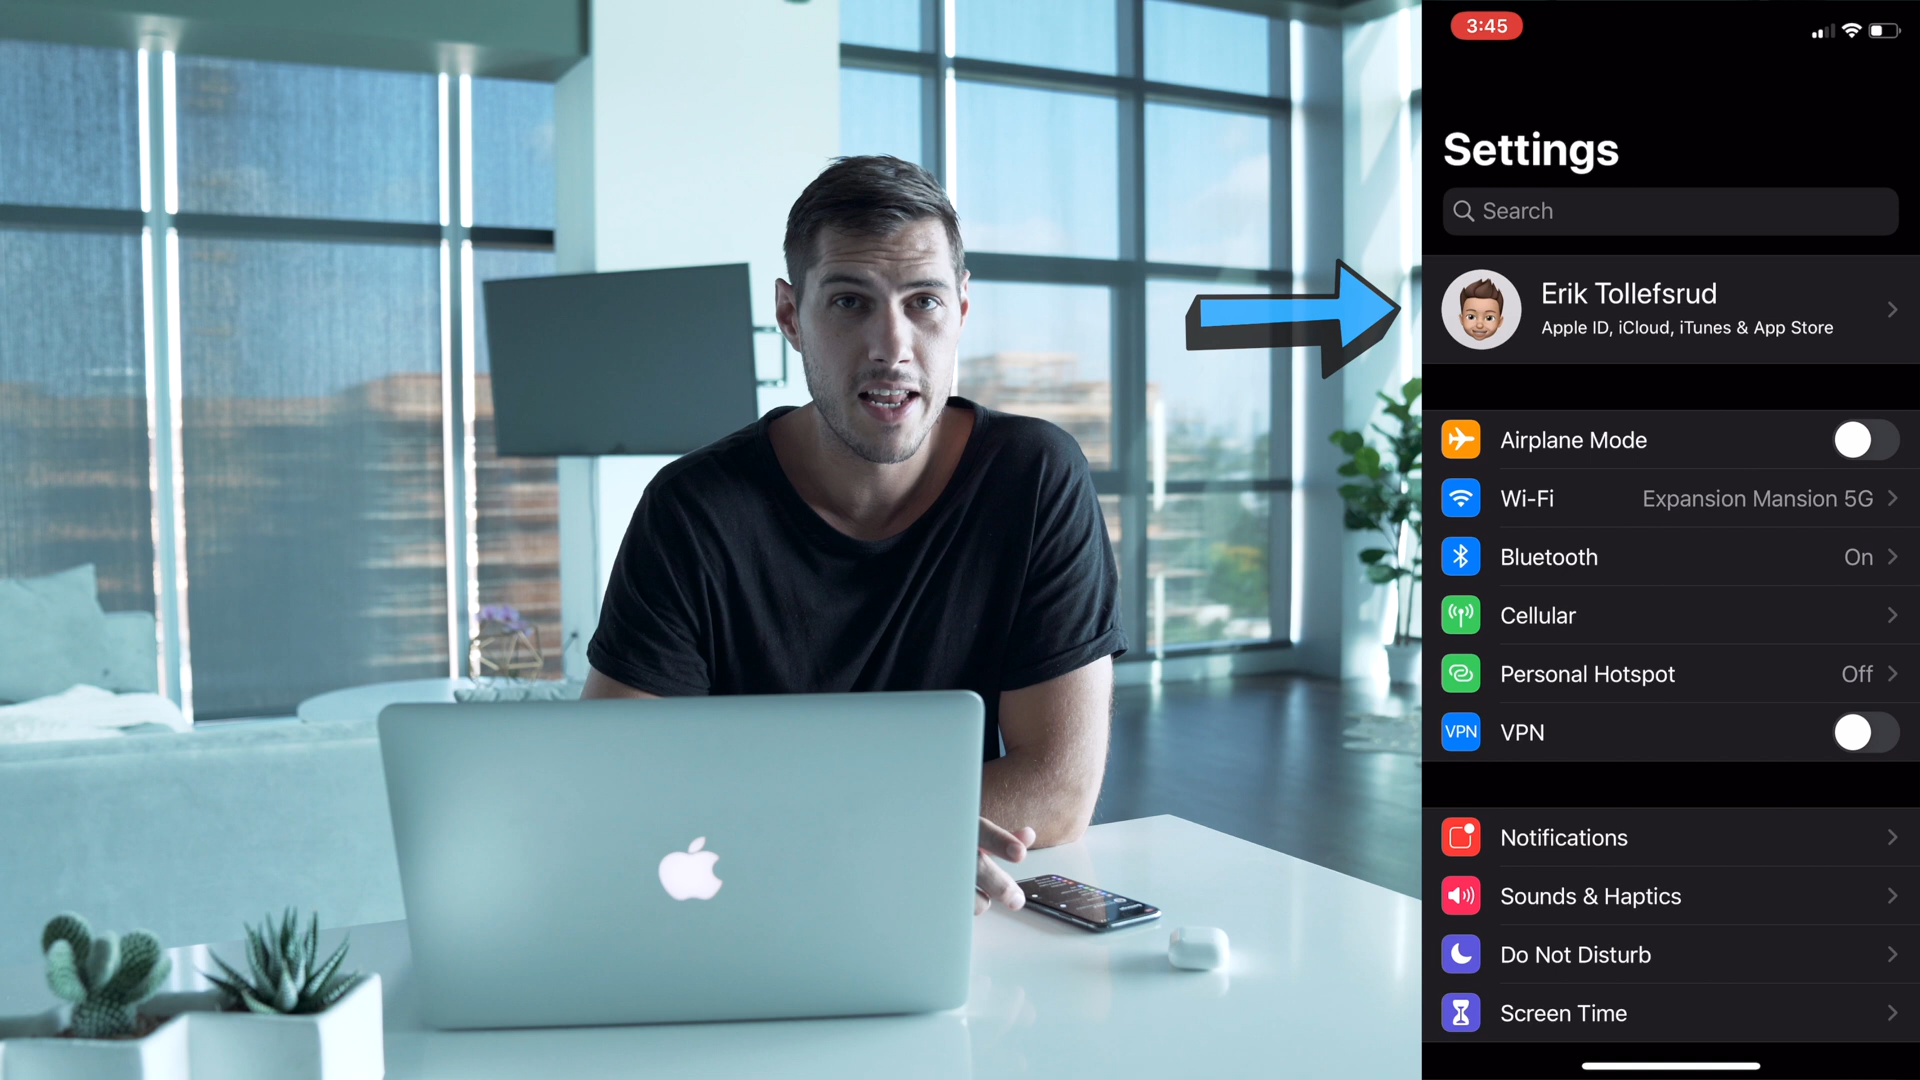 3:45
Settings
Search
Erik Tollefsrud
Apple ID, iCloud, iTunes & App Store
Airplane Mode
Wi-Fi Expansion Mansion 5G
Bluetooth On
Cellular
Personal Hotspot Off
VPN VPN
Notifications
Sounds & Haptics
Do Not Disturb
Screen Time